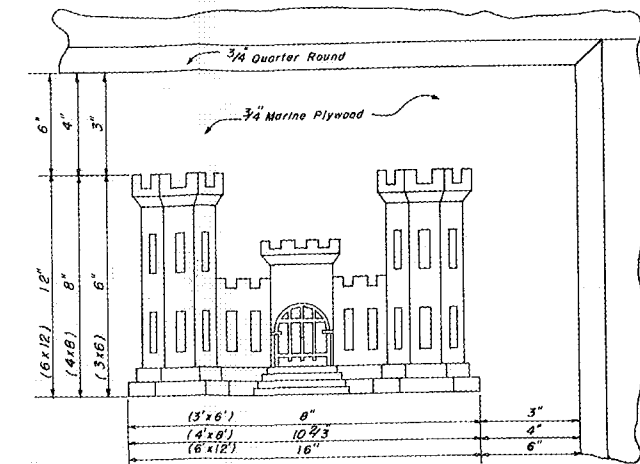 3/4" Quarter Round
3/4" Marine Plywood
6"
4"
3"
(6x12) 12"
(4x8) 8"
(3x6) 6"
(3'x6') 8" 3"
(4'x8') 10 2/3" 4"
(6'x12') 16" 6"